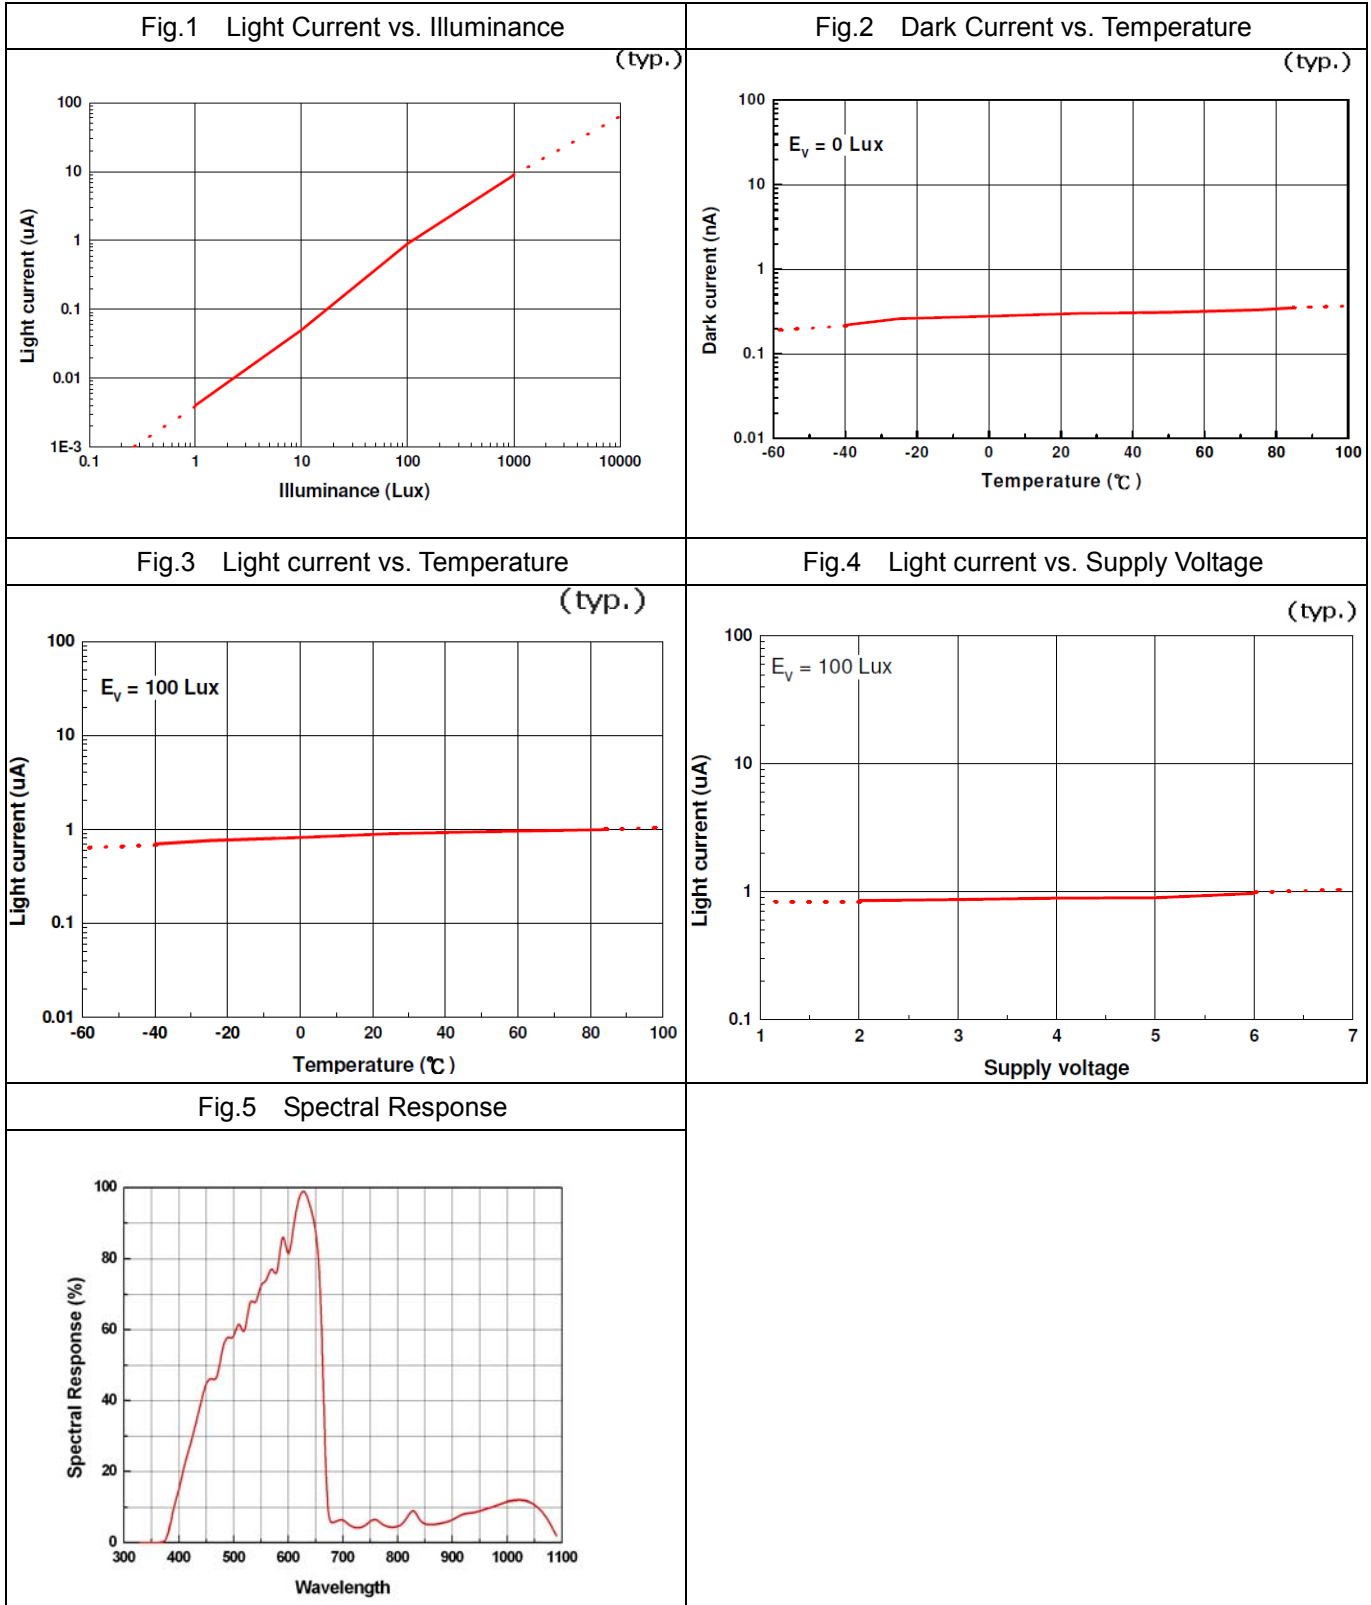 Fig.1 Light Current vs. Illuminance
(typ.)
100
10
1
0.1
0.01
1E-3
Light current (uA)
0.1 1 10 100 1000 10000
Illuminance (Lux)
Fig.2 Dark Current vs. Temperature
(typ.)
Ev = 0 Lux
100
10
1
0.1
0.01
Dark current (nA)
-60 -40 -20 0 20 40 60 80 100
Temperature (℃)
Fig.3 Light current vs. Temperature
(typ.)
Ev = 100 Lux
100
10
1
0.1
0.01
Light current (uA)
-60 -40 -20 0 20 40 60 80 100
Temperature (℃)
Fig.4 Light current vs. Supply Voltage
(typ.)
Ev = 100 Lux
100
10
1
0.1
Light current (uA)
1 2 3 4 5 6 7
Supply voltage
Fig.5 Spectral Response
100
80
60
40
20
0
Spectral Response (%)
300 400 500 600 700 800 900 1000 1100
Wavelength